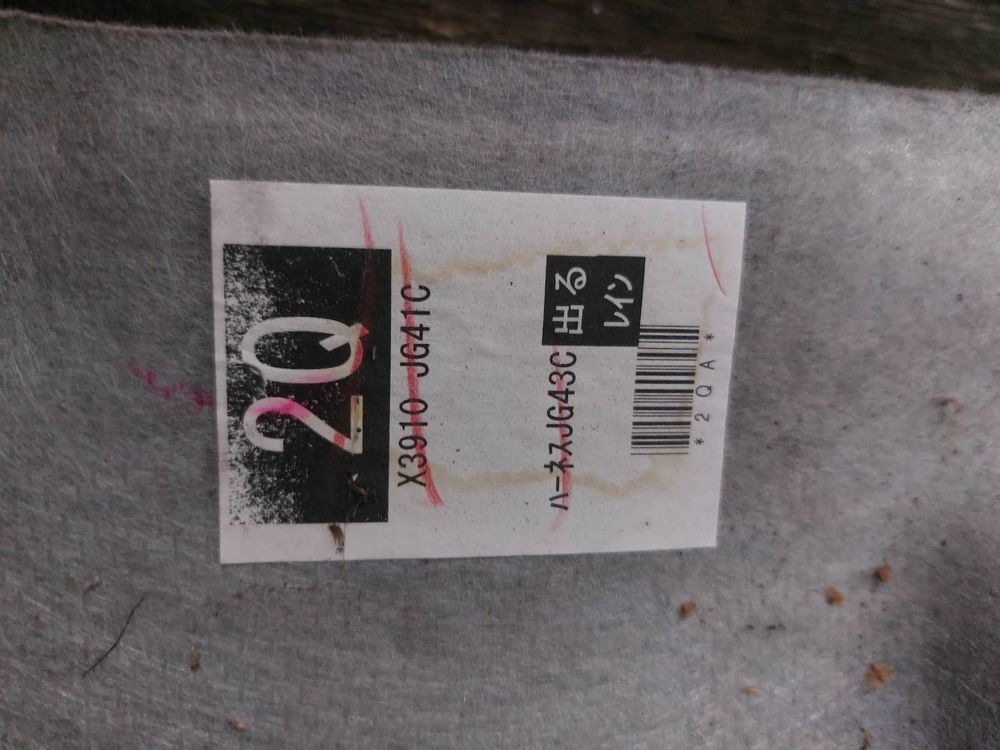 2Q
X3910 JG41C
ﾊｰﾈｽJG43C
出る
ﾚｲﾝ
*2QA*